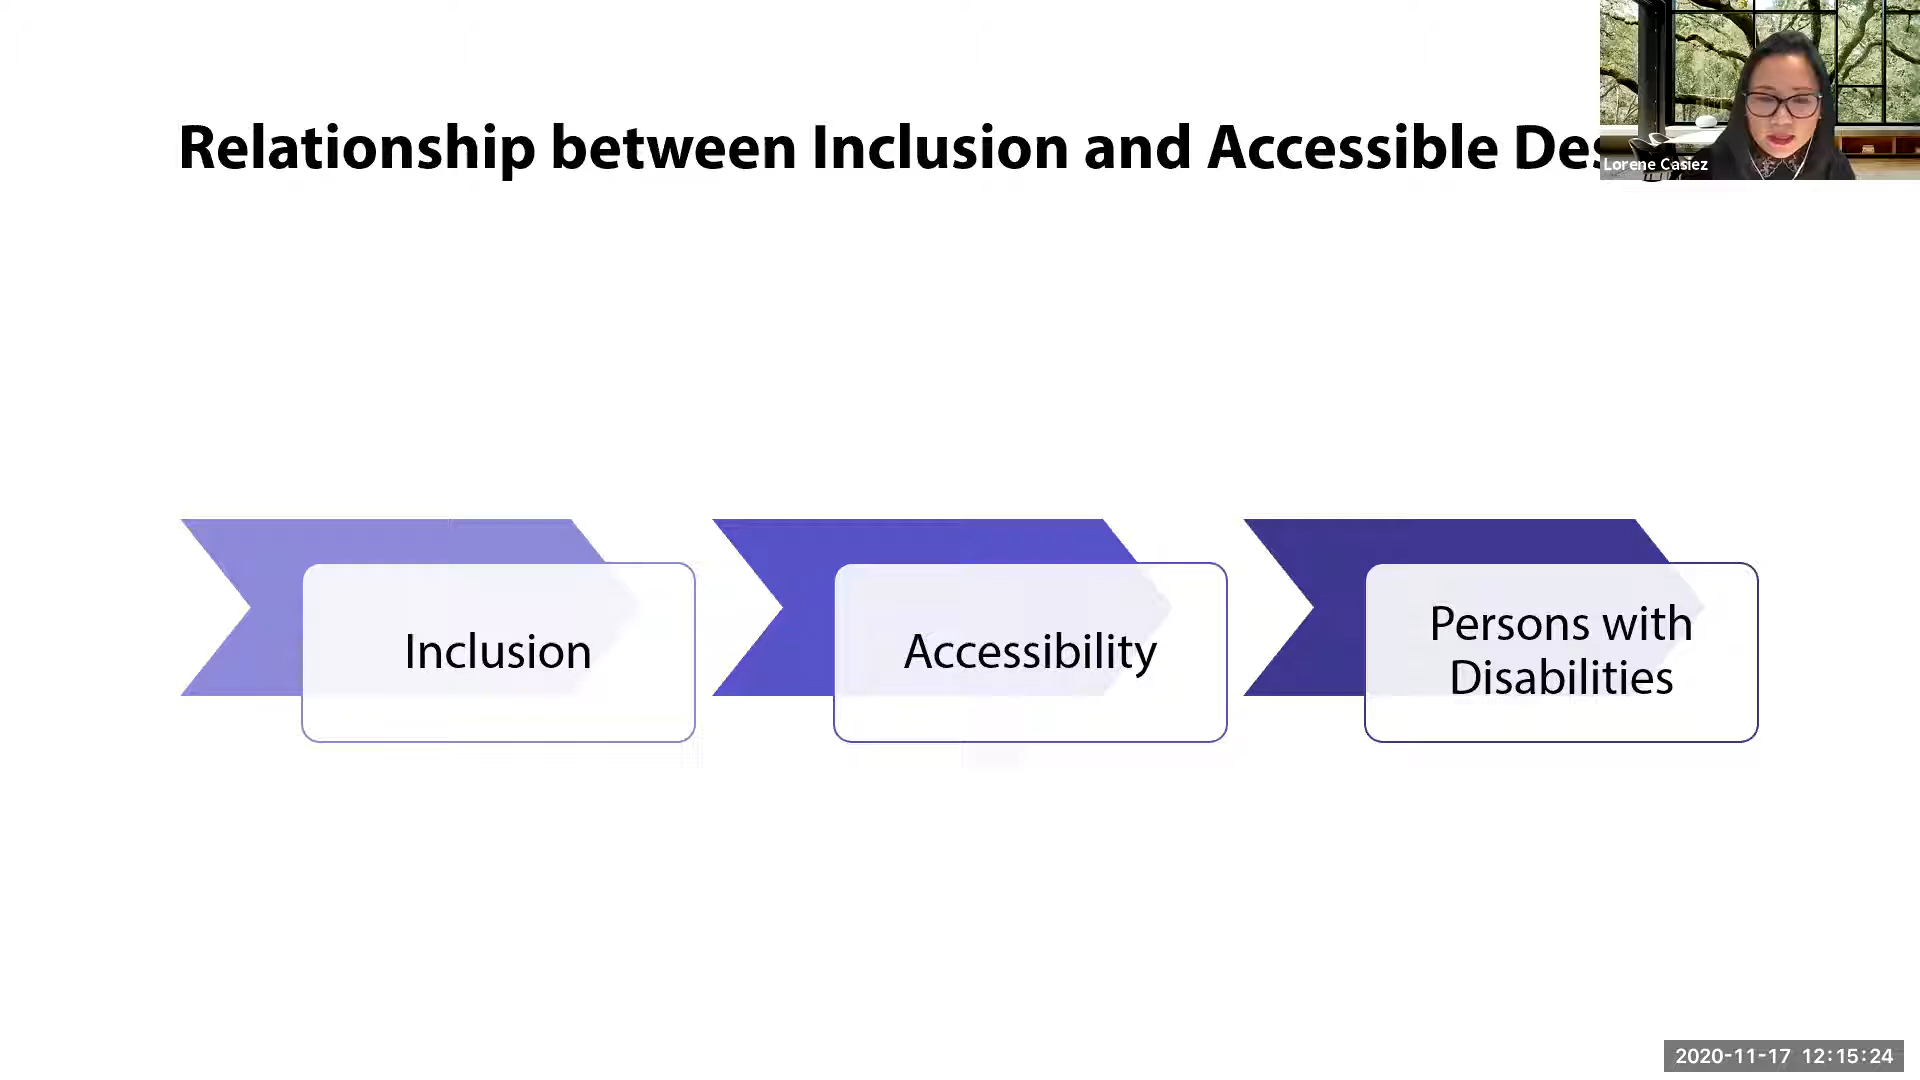 Relationship between Inclusion and Accessible Des
Lorene Casiez
Inclusion
Accessibility
Persons with
Disabilities
2020-11-17 12:15:24